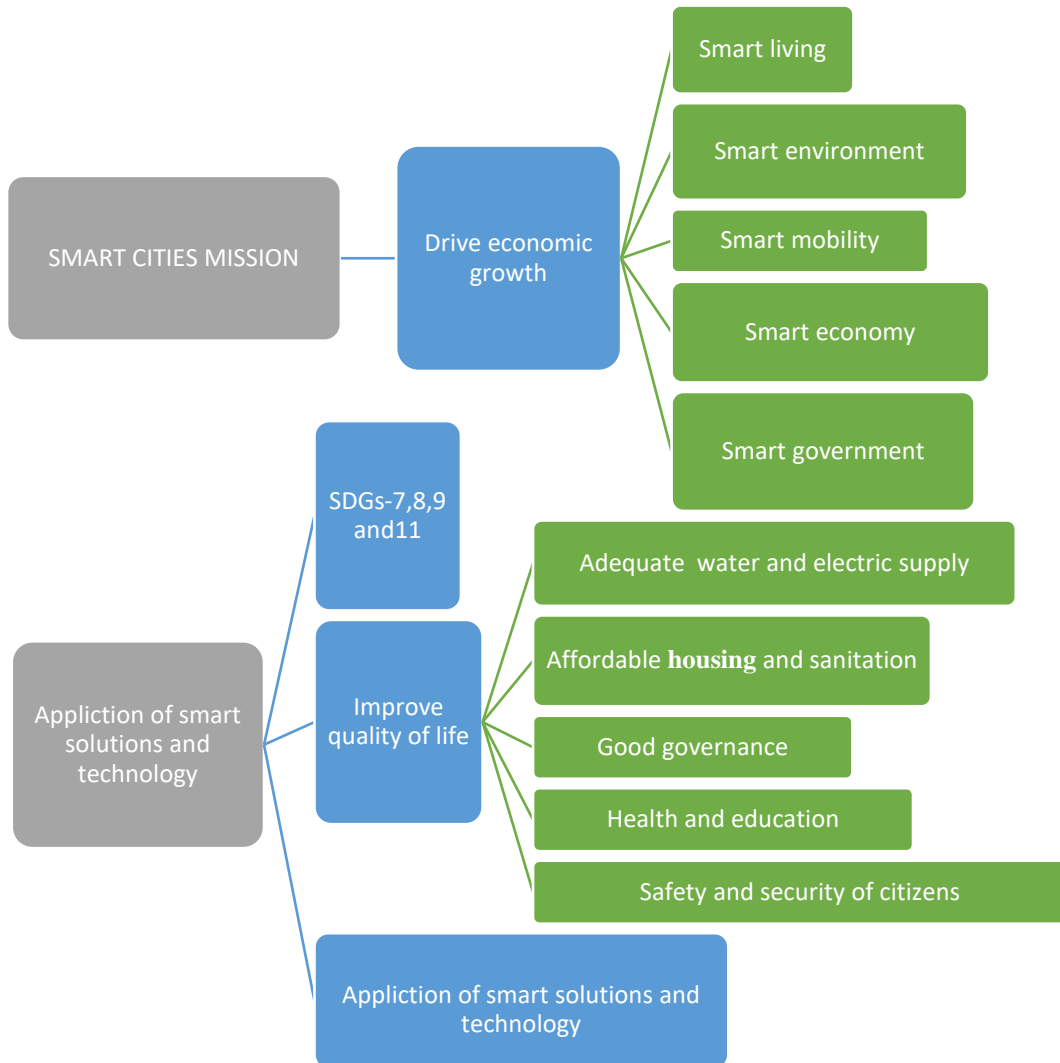 SMART CITIES MISSION
Drive economic
growth
Smart living
Smart environment
Smart mobility
Smart economy
Smart government
Appliction of smart
solutions and
technology
SDGs-7,8,9
and11
Improve
quality of life
Adequate  water and electric supply
Affordable housing and sanitation
Good governance
Health and education
Safety and security of citizens
Appliction of smart solutions and
technology